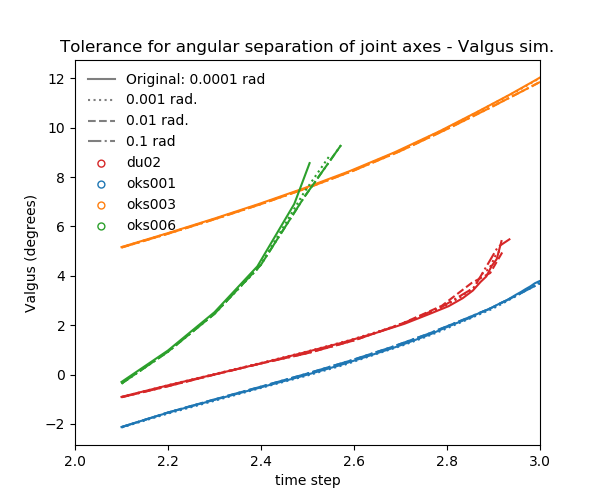 Tolerance for angular separation of joint axes - Valgus sim.
Original: 0.0001 rad
0.001 rad.
0.01 rad.
0.1 rad
du02
oks001
oks003
oks006
Valgus (degrees)
12
10
8
6
4
2
0
−2
2.0 2.2 2.4 2.6 2.8 3.0
time step